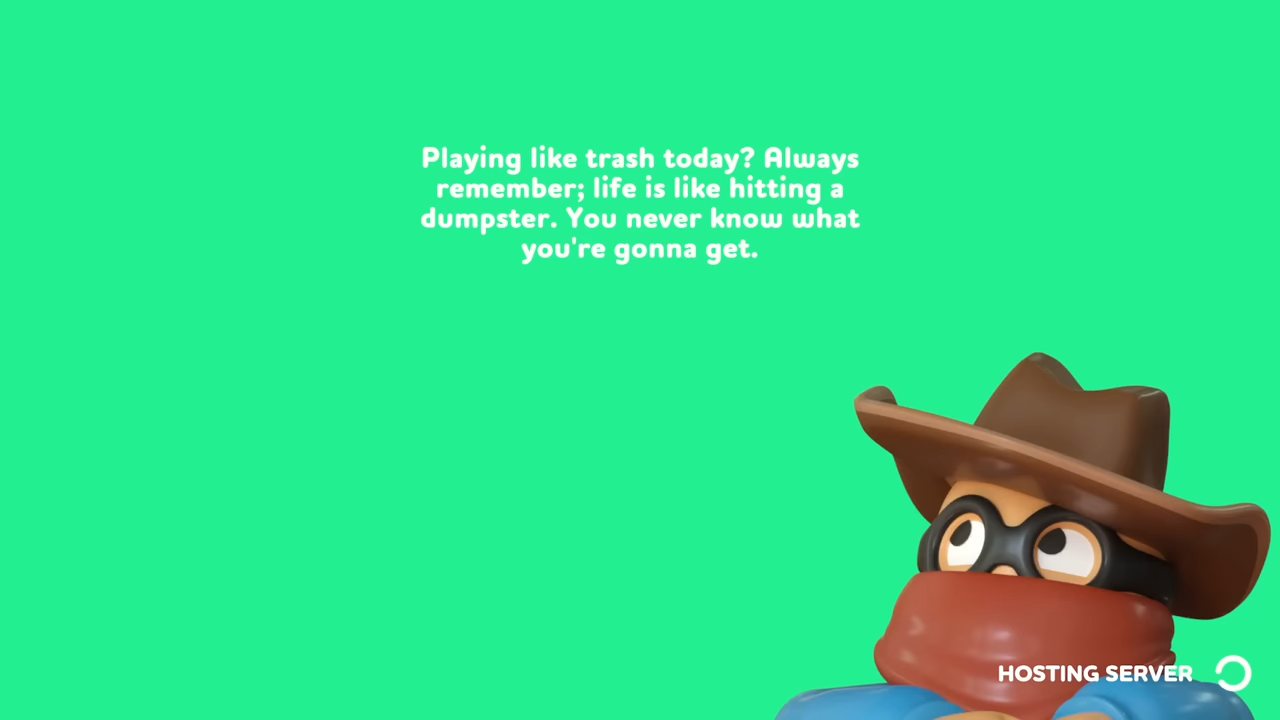 Playing like trash today? Always
remember; life is like hitting a
dumpster. You never know what
you're gonna get.
HOSTING SERVER